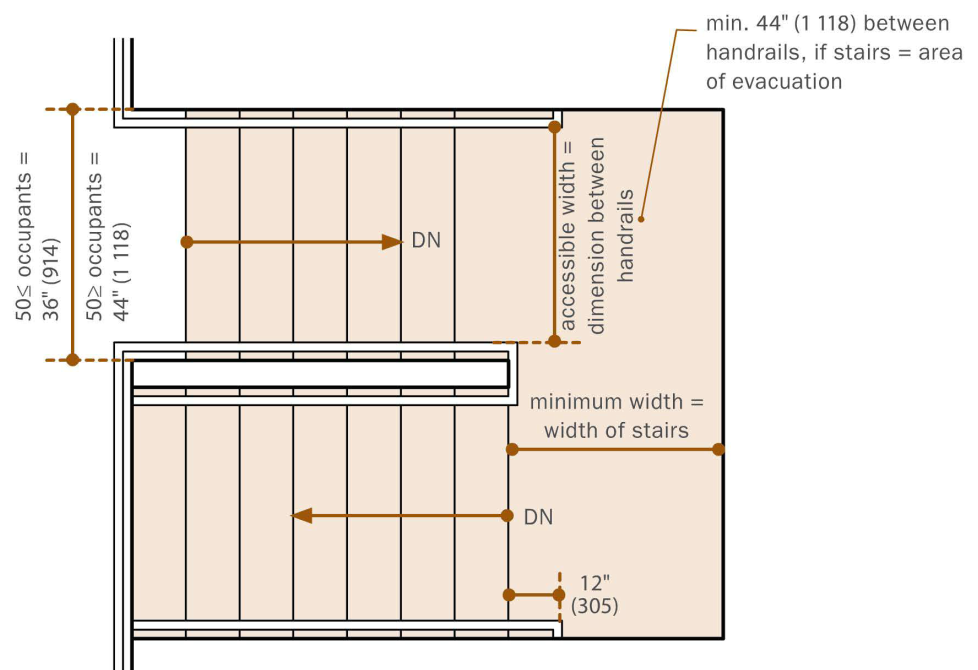 min. 44" (1 118) between
handrails, if stairs = area
of evacuation
50≤ occupants =
36" (914)
50≥ occupants =
44" (1 118)
accessible width =
dimension between
handrails
DN
minimum width =
width of stairs
DN
12"
(305)